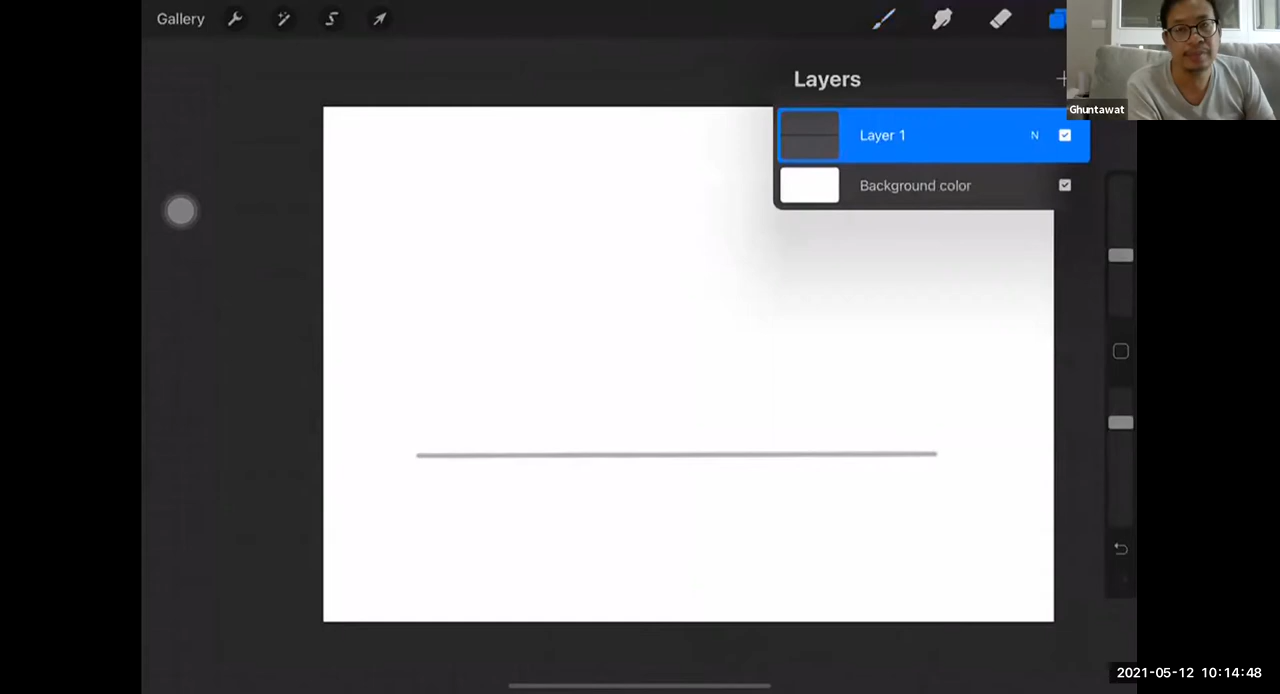 Gallery
Layers
Ghuntawat
Layer 1
N
Background color
2021-05-12 10:14:48